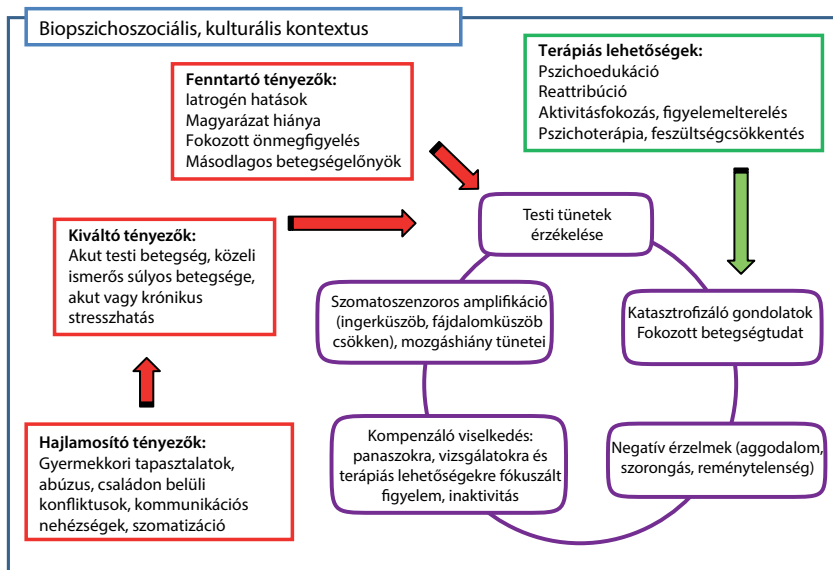 Biopszichoszociális, kulturális kontextus
Fenntartó tényezők:
Iatrogén hatások
Magyarázat hiánya
Fokozott önmegfigyelés
Másodlagos betegségelőnyök
Terápiás lehetőségek:
Pszichoedukáció
Reattribúció
Aktivitásfokozás, figyelemelterelés
Pszichoterápia, feszültségcsökkentés
Kiváltó tényezők:
Akut testi betegség, közeli
ismerős súlyos betegsége,
akut vagy krónikus
stresszhatás
Testi tünetek
érzékelése
Szomatoszenzoros amplifikáció
(ingerküszöb, fájdalomküszöb
csökken), mozgáshiány tünetei
Katasztrofizáló gondolatok
Fokozott betegségtudat
Hajlamosító tényezők:
Gyermekkori tapasztalatok,
abúzus, családon belüli
konfliktusok, kommunikációs
nehézségek, szomatizáció
Kompenzáló viselkedés:
panaszokra, vizsgálatokra és
terápiás lehetőségekre fókuszált
figyelem, inaktivitás
Negatív érzelmek (aggodalom,
szorongás, reménytelenség)